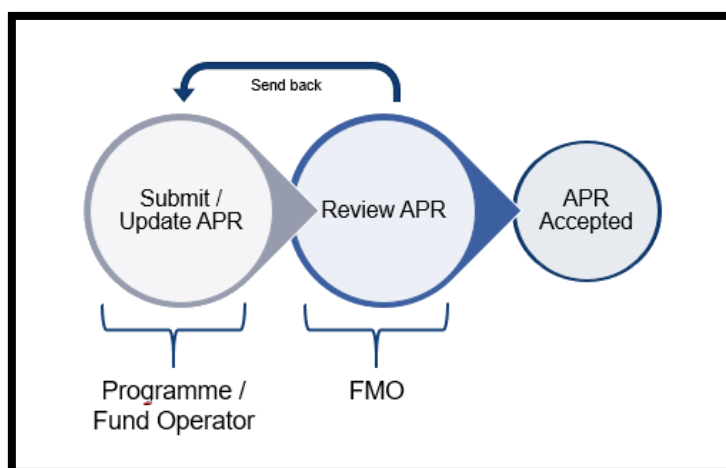 Send back
Submit /
Update APR
Review APR
APR
Accepted
Programme /
Fund Operator
FMO